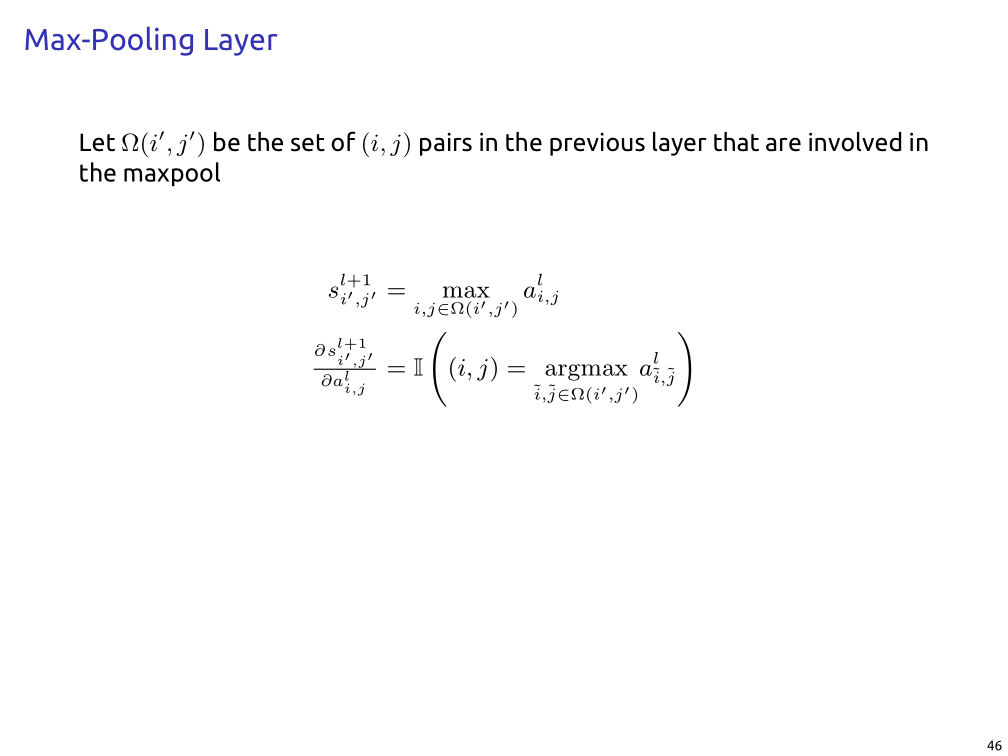 Max-Pooling Layer
Let Ω(i′, j′) be the set of (i, j) pairs in the previous layer that are involved in
the maxpool
$s^{l+1}_{i',j'} = \max_{i,j \in \Omega(i',j')} a^l_{i,j}$
$\frac{\partial s^{l+1}_{i',j'}}{\partial a^l_{i,j}} = \mathbb{I}\left((i,j) = \operatorname{argmax}_{\tilde{i},\tilde{j} \in \Omega(i',j')} a^l_{\tilde{i},\tilde{j}}\right)$
46